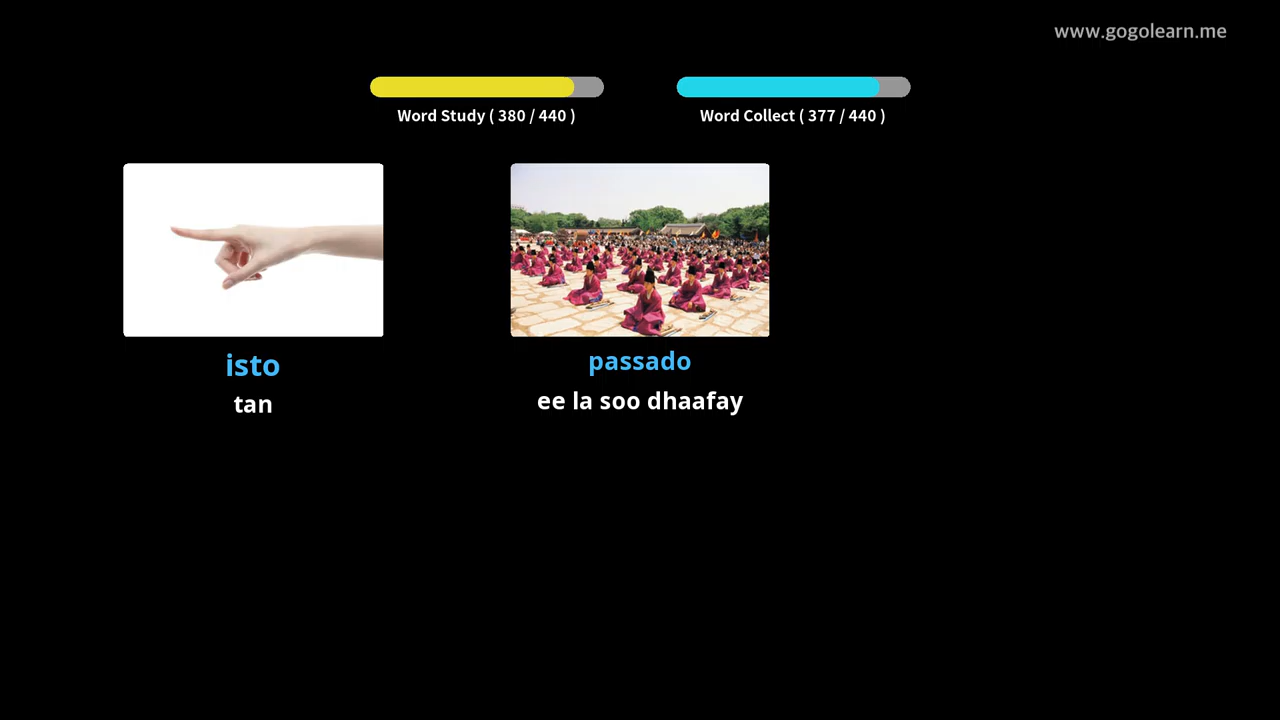 www.gogolearn.me
Word Study ( 380 / 440 )
Word Collect ( 377 / 440 )
isto
tan
passado
ee la soo dhaafay